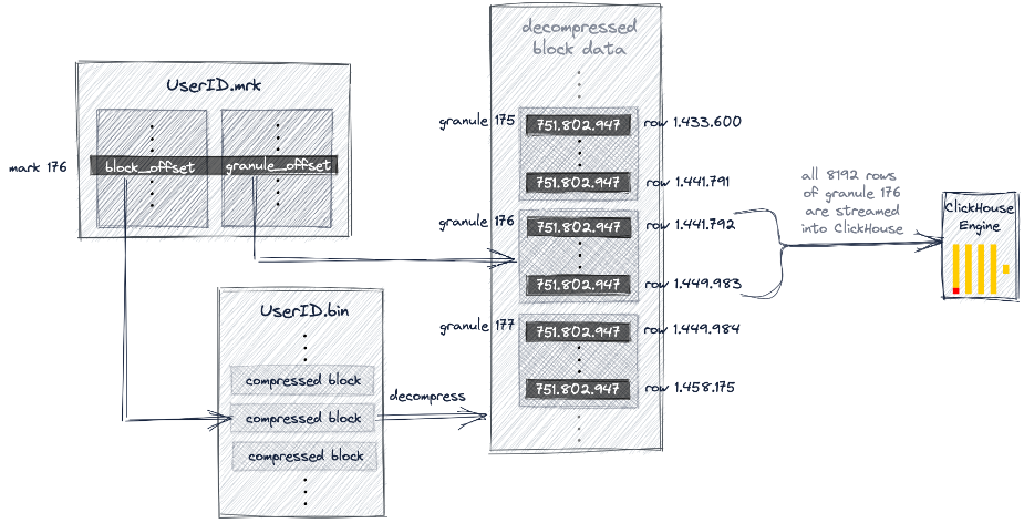 decompressed
block data
UserID.mrk
mark 176
block_offset
granule_offset
granule 175
751.802.947
row 1.433.600
751.802.947
row 1.441.791
granule 176
751.802.947
row 1.441.792
751.802.947
row 1.449.983
granule 177
751.802.947
row 1.449.984
751.802.947
row 1.458.175
all 8192 rows
of granule 176
are streamed
into ClickHouse
ClickHouse
Engine
UserID.bin
compressed block
compressed block
compressed block
decompress